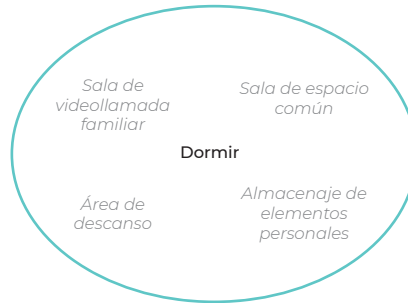 Sala de
videollamada
familiar
Sala de espacio
común
Dormir
Área de
descanso
Almacenaje de
elementos
personales